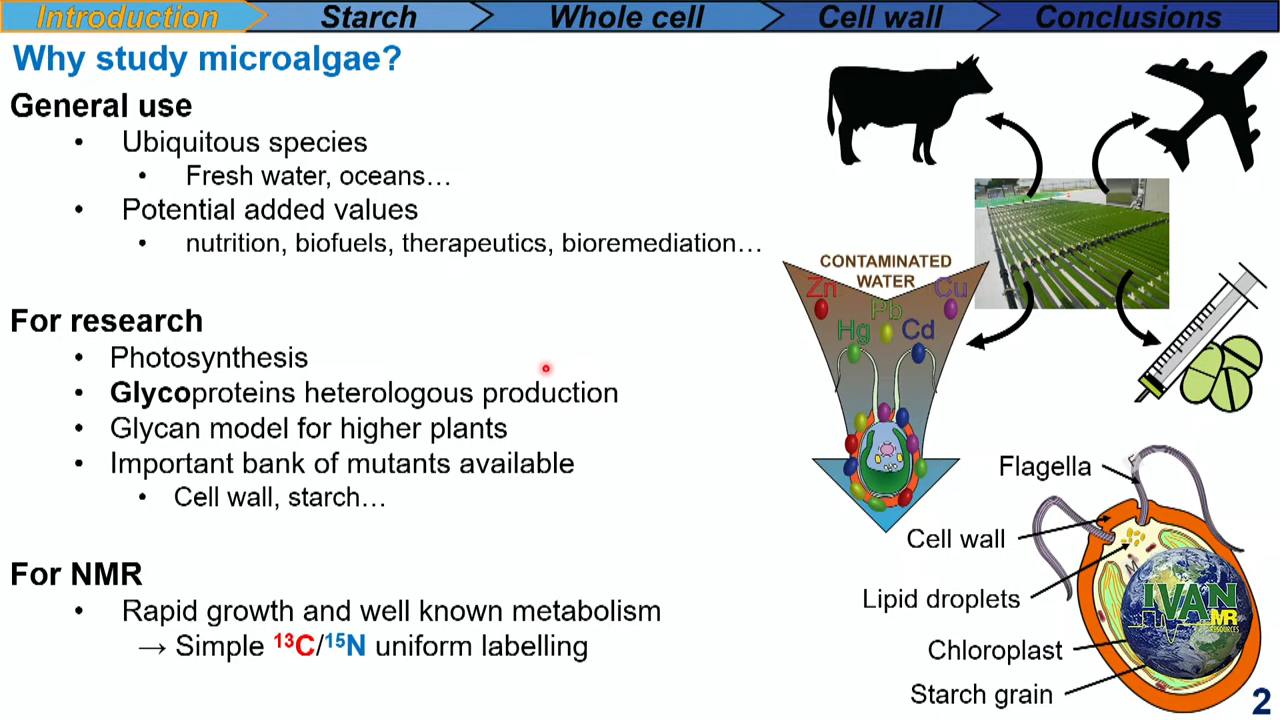 Introduction
Starch
Whole cell
Cell wall
Conclusions
Why study microalgae?
General use
• Ubiquitous species
• Fresh water, oceans…
• Potential added values
• nutrition, biofuels, therapeutics, bioremediation…
For research
• Photosynthesis
• Glycoproteins heterologous production
• Glycan model for higher plants
• Important bank of mutants available
• Cell wall, starch…
For NMR
• Rapid growth and well known metabolism
→ Simple ¹³C/¹⁵N uniform labelling
CONTAMINATED
WATER
Zn
Cu
Pb
Hg
Cd
Flagella
Cell wall
Lipid droplets
Chloroplast
Starch grain
IVAN
MR
RESOURCES
2